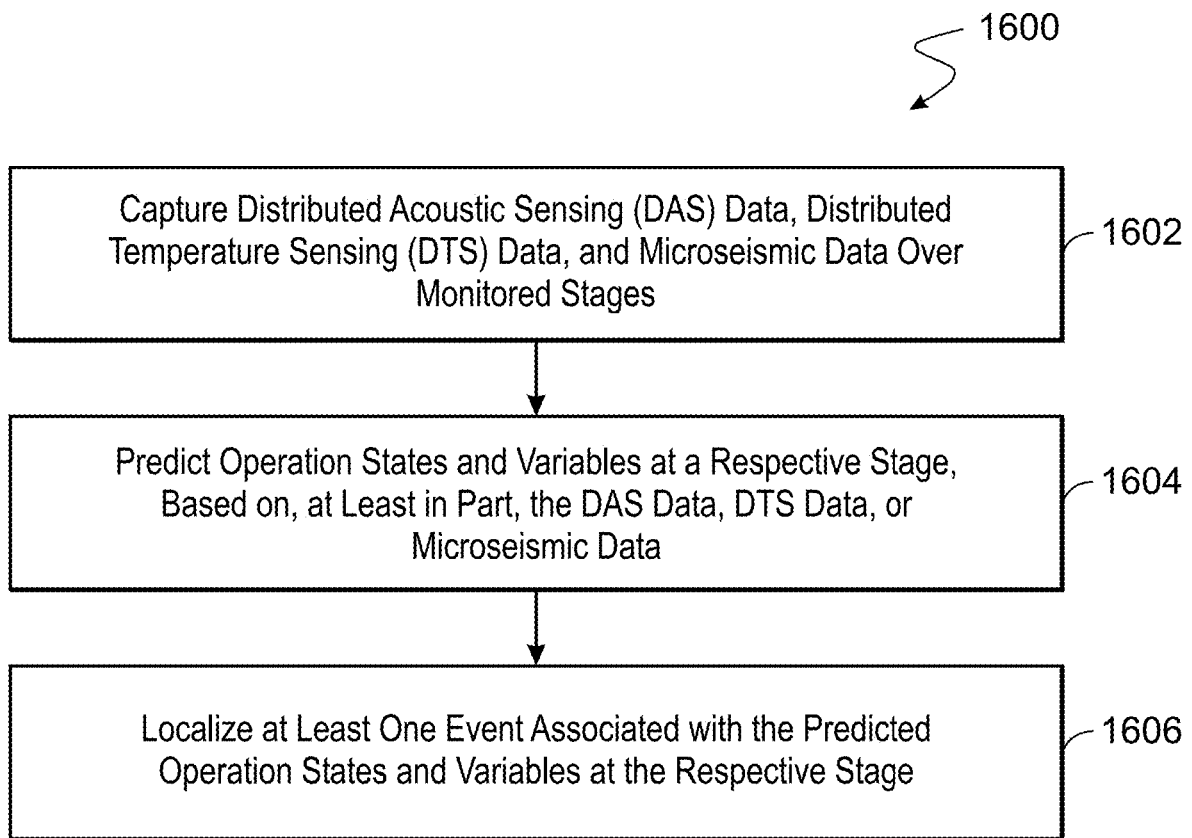 1600
Capture Distributed Acoustic Sensing (DAS) Data, Distributed
Temperature Sensing (DTS) Data, and Microseismic Data Over
Monitored Stages
1602
Predict Operation States and Variables at a Respective Stage,
Based on, at Least in Part, the DAS Data, DTS Data, or
Microseismic Data
1604
Localize at Least One Event Associated with the Predicted
Operation States and Variables at the Respective Stage
1606